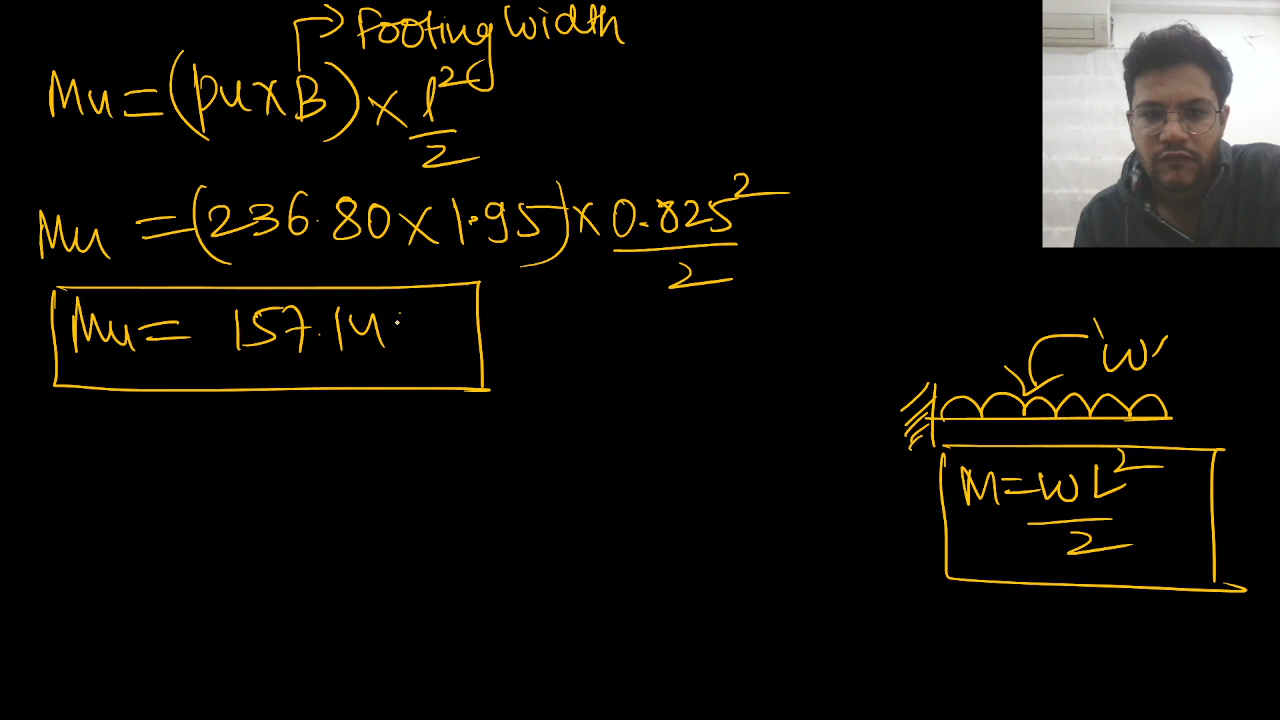 footing width
Mu = (pu x B) x l²/2
Mu = (236.80 x 1.95) x 0.825²/2
Mu = 157.14
'w'
M = wL²/2